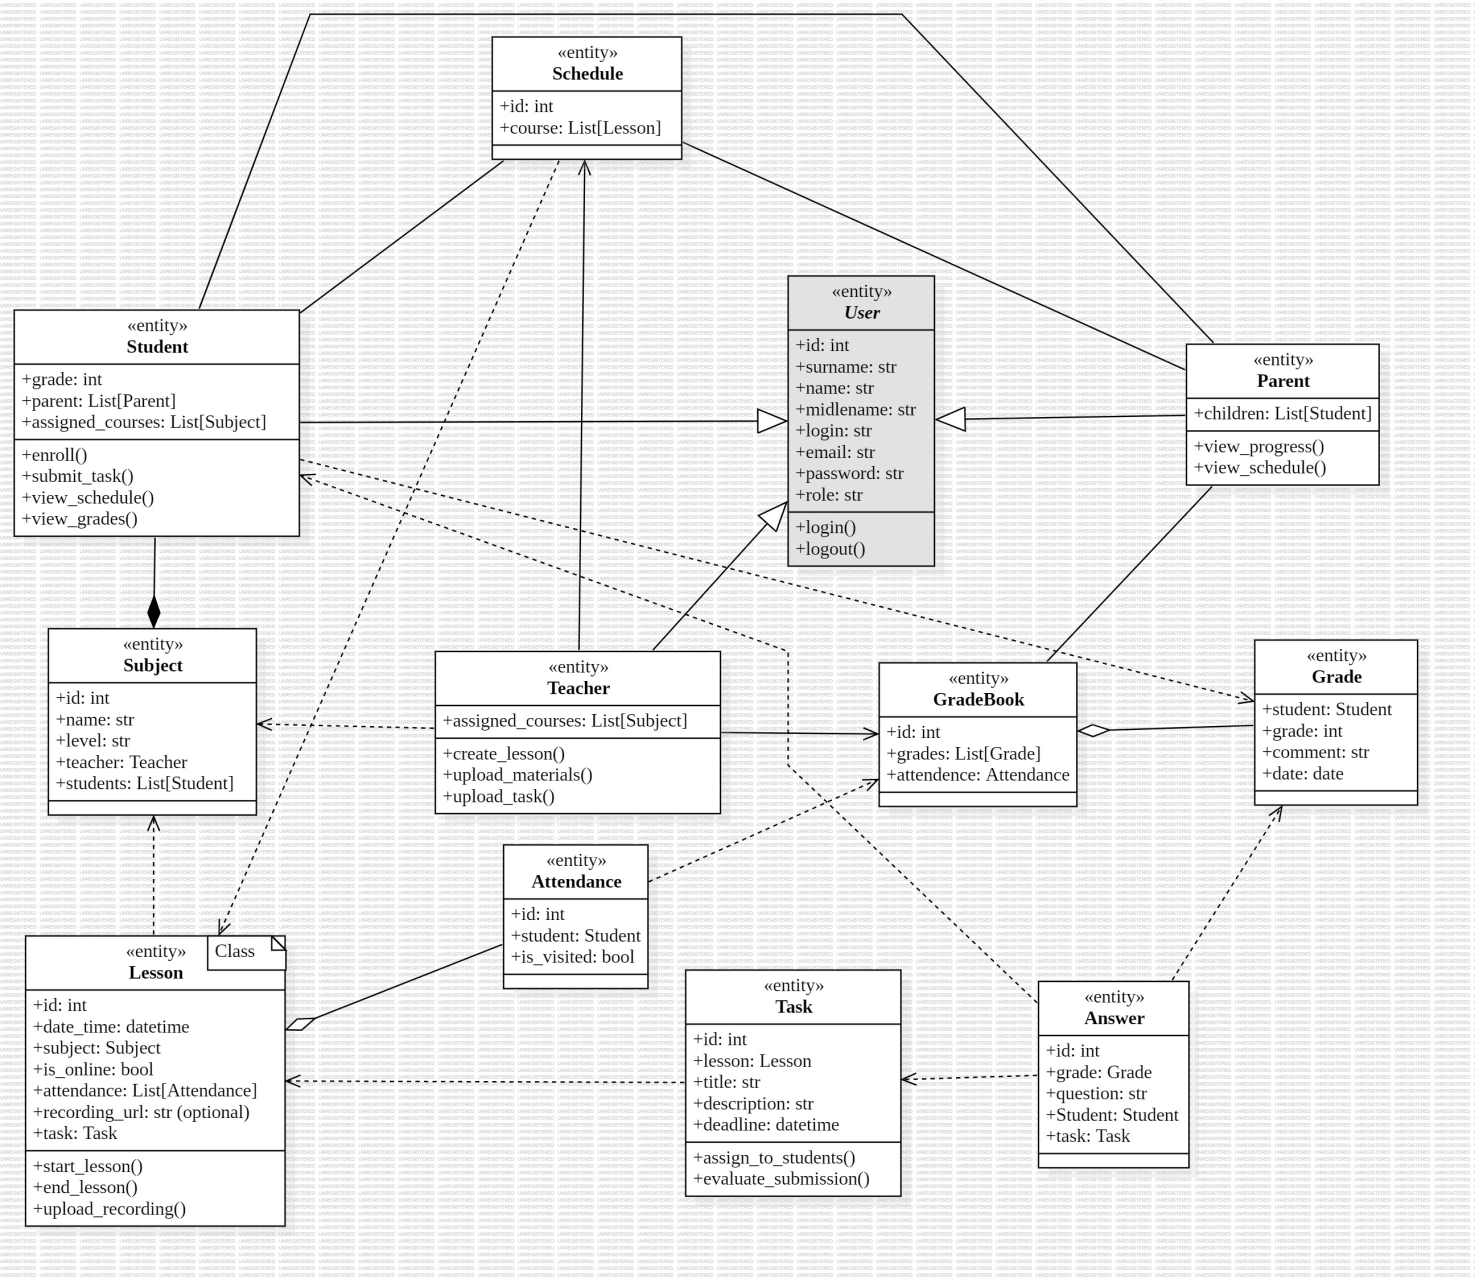 «entity»
Schedule
+id: int
+course: List[Lesson]
«entity»
User
+id: int
+surname: str
+name: str
+midlename: str
+login: str
+email: str
+password: str
+role: str
+login()
+logout()
«entity»
Student
+grade: int
+parent: List[Parent]
+assigned_courses: List[Subject]
+enroll()
+submit_task()
+view_schedule()
+view_grades()
«entity»
Parent
+children: List[Student]
+view_progress()
+view_schedule()
«entity»
Subject
+id: int
+name: str
+level: str
+teacher: Teacher
+students: List[Student]
«entity»
Teacher
+assigned_courses: List[Subject]
+create_lesson()
+upload_materials()
+upload_task()
«entity»
GradeBook
+id: int
+grades: List[Grade]
+attendence: Attendance
«entity»
Grade
+student: Student
+grade: int
+comment: str
+date: date
«entity»
Attendance
+id: int
+student: Student
+is_visited: bool
«entity»
Lesson
Class
+id: int
+date_time: datetime
+subject: Subject
+is_online: bool
+attendance: List[Attendance]
+recording_url: str (optional)
+task: Task
+start_lesson()
+end_lesson()
+upload_recording()
«entity»
Task
+id: int
+lesson: Lesson
+title: str
+description: str
+deadline: datetime
+assign_to_students()
+evaluate_submission()
«entity»
Answer
+id: int
+grade: Grade
+question: str
+Student: Student
+task: Task